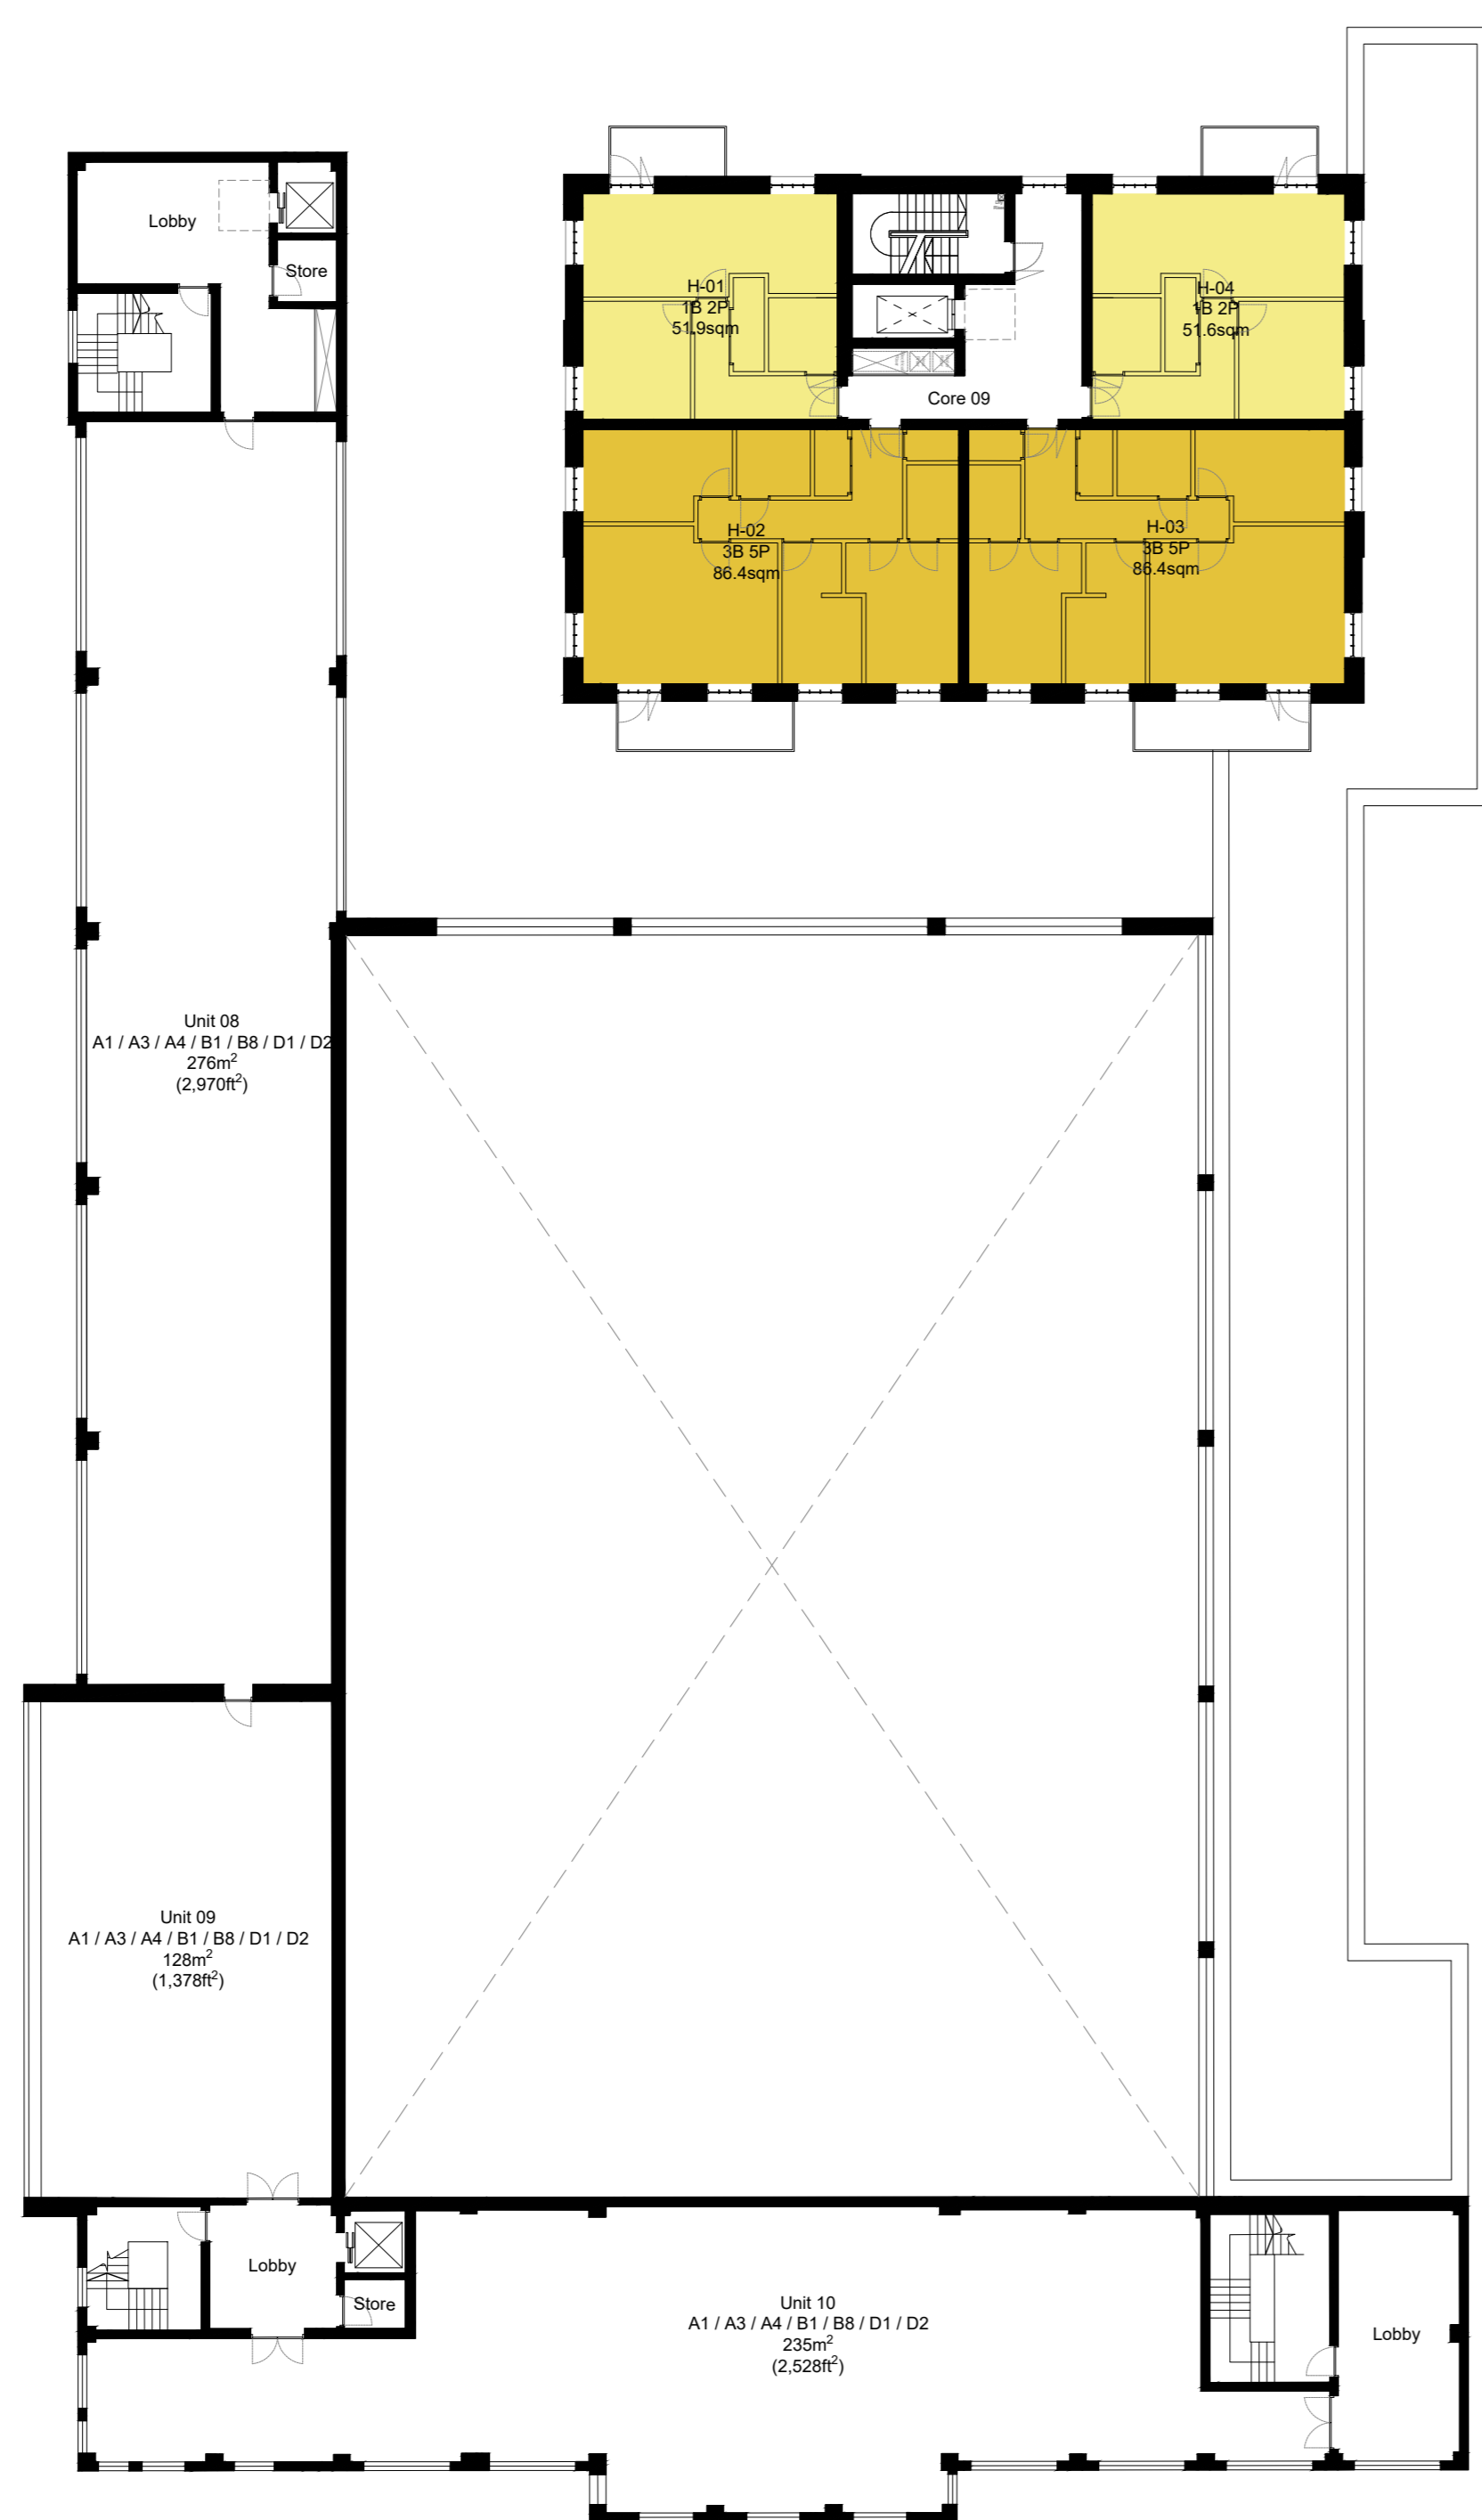 Lobby
Store
H-01
1B 2P
51.9sqm
H-04
1B 2P
51.6sqm
Core 09
H-02
3B 5P
86.4sqm
H-03
3B 5P
86.4sqm
Unit 08
A1 / A3 / A4 / B1 / B8 / D1 / D2
276m²
(2,970ft²)
Unit 09
A1 / A3 / A4 / B1 / B8 / D1 / D2
128m²
(1,378ft²)
Lobby
Store
Unit 10
A1 / A3 / A4 / B1 / B8 / D1 / D2
235m²
(2,528ft²)
Lobby